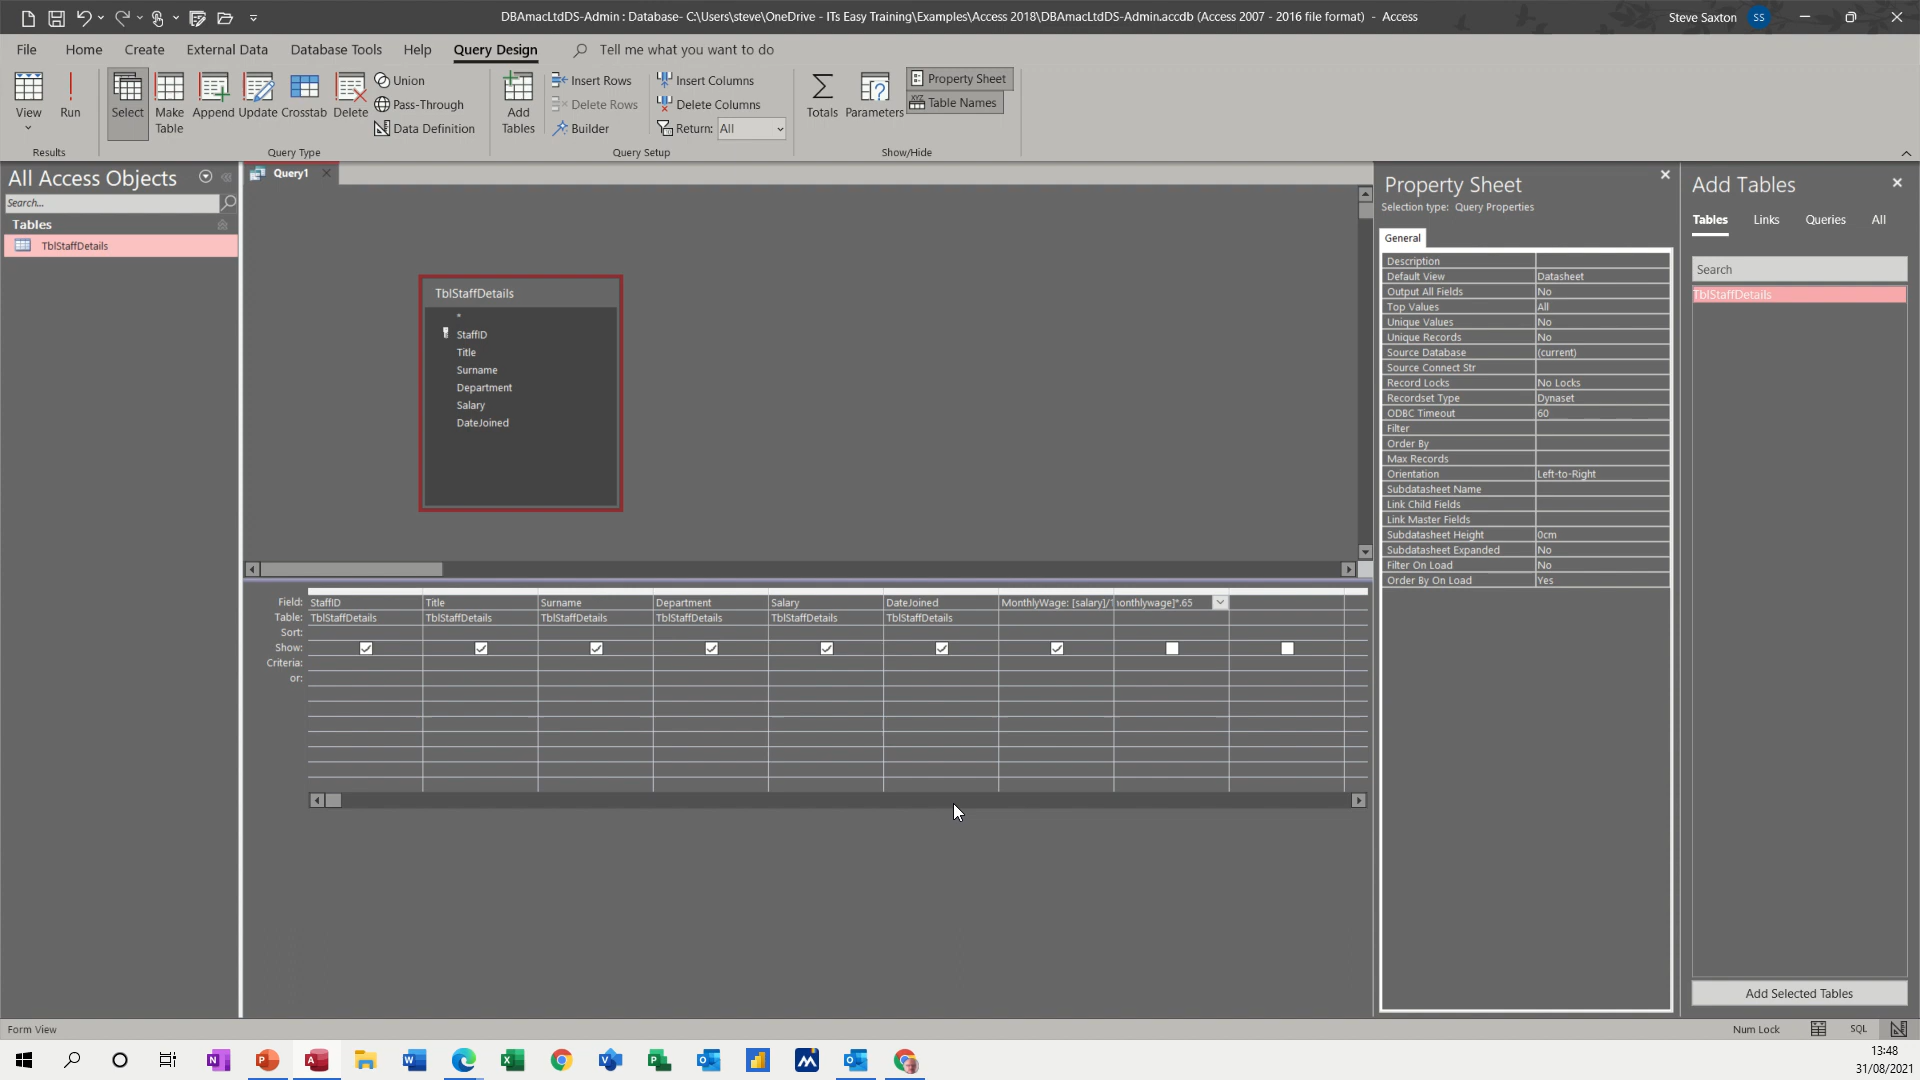 DBAmacLtdDS-Admin : Database- C:\Users\steve\OneDrive - ITs Easy Training\Examples\Access 2018\DBAmacLtdDS-Admin.accdb (Access 2007 - 2016 file format) - Access
Steve Saxton
SS
File
Home
Create
External Data
Database Tools
Help
Query Design
Tell me what you want to do
View
Run
Select
Make Table
Append
Update
Crosstab
Delete
Union
Pass-Through
Data Definition
Add Tables
Insert Rows
Delete Rows
Builder
Insert Columns
Delete Columns
Return: All
Totals
Parameters
Property Sheet
XYZ Table Names
Results
Query Type
Query Setup
Show/Hide
All Access Objects
Search...
Tables
TblStaffDetails
Query1
TblStaffDetails
*
StaffID
Title
Surname
Department
Salary
DateJoined
Field: StaffID Title Surname Department Salary DateJoined MonthlyWage: [salary]/ onthlywage]*.65
Table: TblStaffDetails TblStaffDetails TblStaffDetails TblStaffDetails TblStaffDetails TblStaffDetails
Sort:
Show:
Criteria:
or:
Property Sheet
Selection type: Query Properties
General
Description
Default View Datasheet
Output All Fields No
Top Values All
Unique Values No
Unique Records No
Source Database (current)
Source Connect Str
Record Locks No Locks
Recordset Type Dynaset
ODBC Timeout 60
Filter
Order By
Max Records
Orientation Left-to-Right
Subdatasheet Name
Link Child Fields
Link Master Fields
Subdatasheet Height 0cm
Subdatasheet Expanded No
Filter On Load No
Order By On Load Yes
Add Tables
Tables Links Queries All
Search
TblStaffDetails
Add Selected Tables
Form View
Num Lock
SQL
13:48
31/08/2021